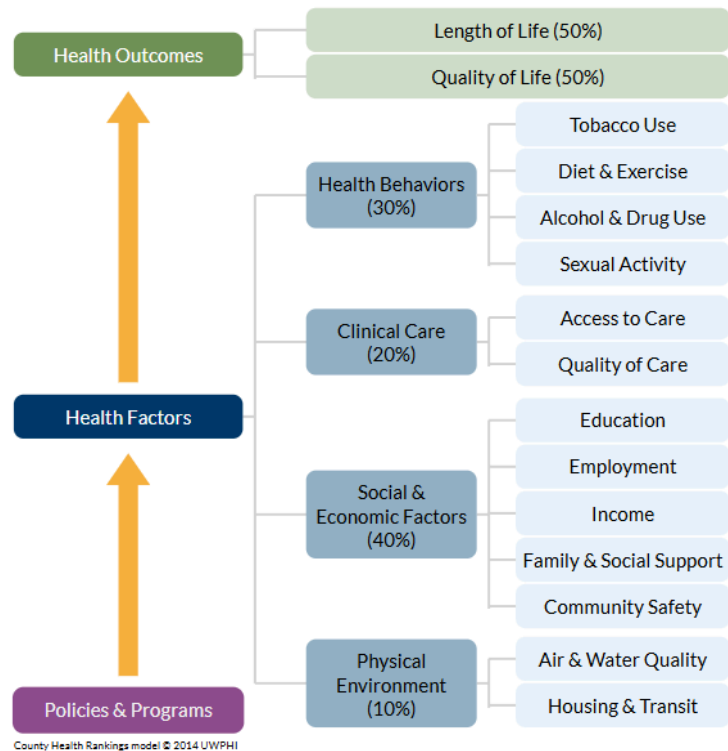 Health Outcomes
Length of Life (50%)
Quality of Life (50%)
Health Factors
Health Behaviors
(30%)
Tobacco Use
Diet & Exercise
Alcohol & Drug Use
Sexual Activity
Clinical Care
(20%)
Access to Care
Quality of Care
Social &
Economic Factors
(40%)
Education
Employment
Income
Family & Social Support
Community Safety
Physical
Environment
(10%)
Air & Water Quality
Housing & Transit
Policies & Programs
County Health Rankings model © 2014 UWPHI